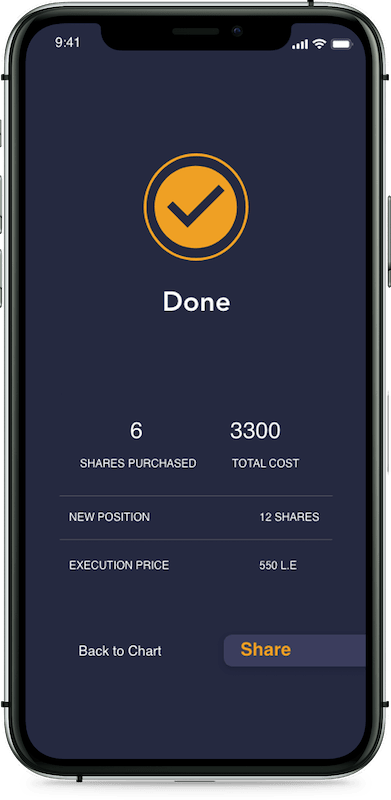 9:41
Done
6 3300
SHARES PURCHASED TOTAL COST
NEW POSITION 12 SHARES
EXECUTION PRICE 550 L.E
Back to Chart Share